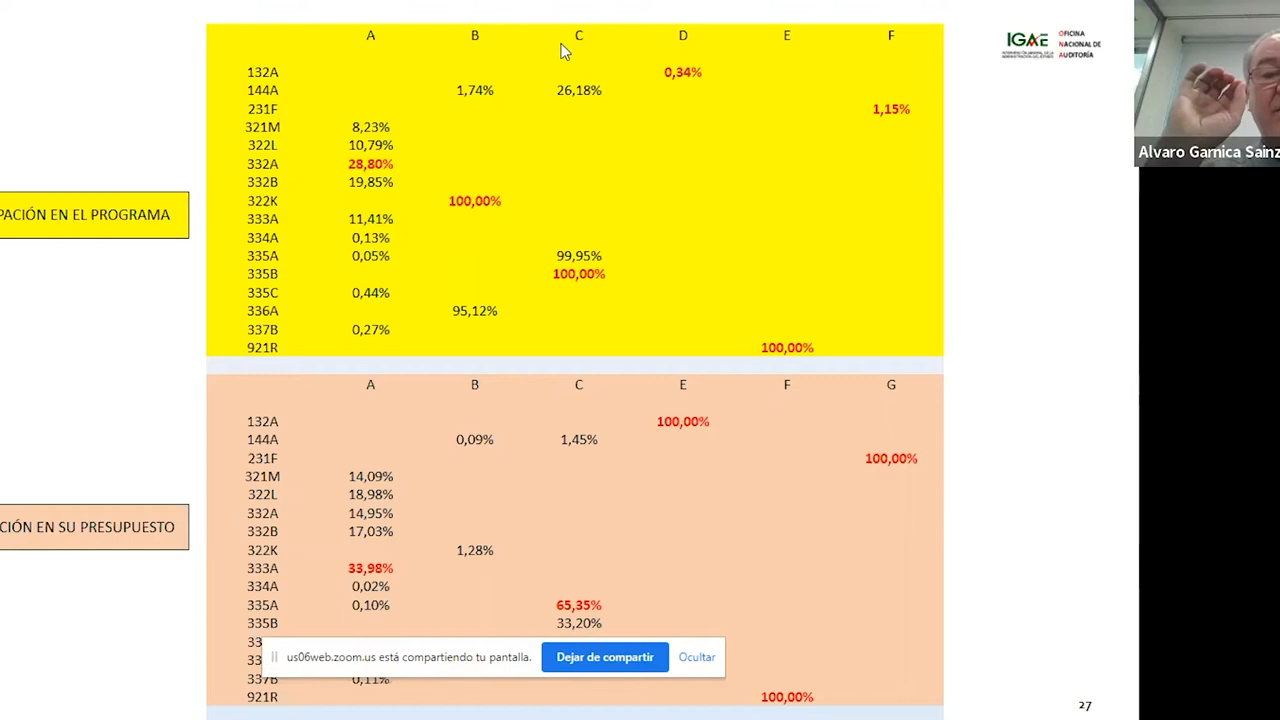 A B C D E F
132A 0,34%
144A 1,74% 26,18%
231F 1,15%
321M 8,23%
322L 10,79%
332A 28,80%
332B 19,85%
322K 100,00%
333A 11,41%
334A 0,13%
335A 0,05% 99,95%
335B 100,00%
335C 0,44%
336A 95,12%
337B 0,27%
921R 100,00%
PACIÓN EN EL PROGRAMA
A B C E F G
132A 100,00%
144A 0,09% 1,45%
231F 100,00%
321M 14,09%
322L 18,98%
332A 14,95%
332B 17,03%
322K 1,28%
333A 33,98%
334A 0,02%
335A 0,10% 65,35%
335B 33,20%
337B 0,11%
921R 100,00%
CIÓN EN SU PRESUPUESTO
us06web.zoom.us está compartiendo tu pantalla.
Dejar de compartir
Ocultar
IGAE
OFICINA
NACIONAL DE
AUDITORÍA
Alvaro Garnica Sainz
27